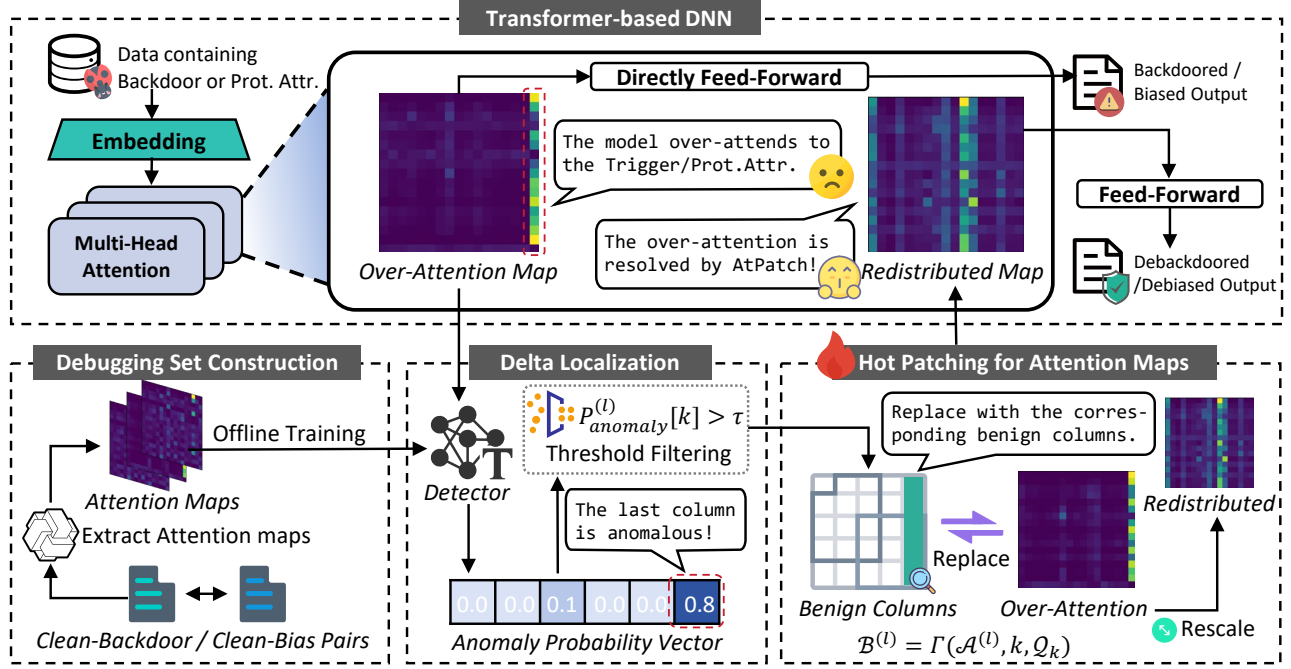 Transformer-based DNN
Data containing
Backdoor or Prot. Attr.
Embedding
Multi-Head
Attention
Directly Feed-Forward
The model over-attends to
the Trigger/Prot.Attr.
The over-attention is
resolved by AtPatch!
Over-Attention Map
Redistributed Map
Backdoored /
Biased Output
Feed-Forward
Debackdoored
/Debiased Output
Debugging Set Construction
Attention Maps
Offline Training
Extract Attention maps
Clean-Backdoor / Clean-Bias Pairs
Delta Localization
P_{anomaly}^{(l)}[k] > τ
Threshold Filtering
T
Detector
The last column
is anomalous!
0.0 0.0 0.1 0.0 0.0 0.8
Anomaly Probability Vector
Hot Patching for Attention Maps
Replace with the corres-
ponding benign columns.
Redistributed
Replace
Benign Columns
Over-Attention
Rescale
ℬ^{(l)} = Γ(𝒜^{(l)}, k, 𝒬_k)